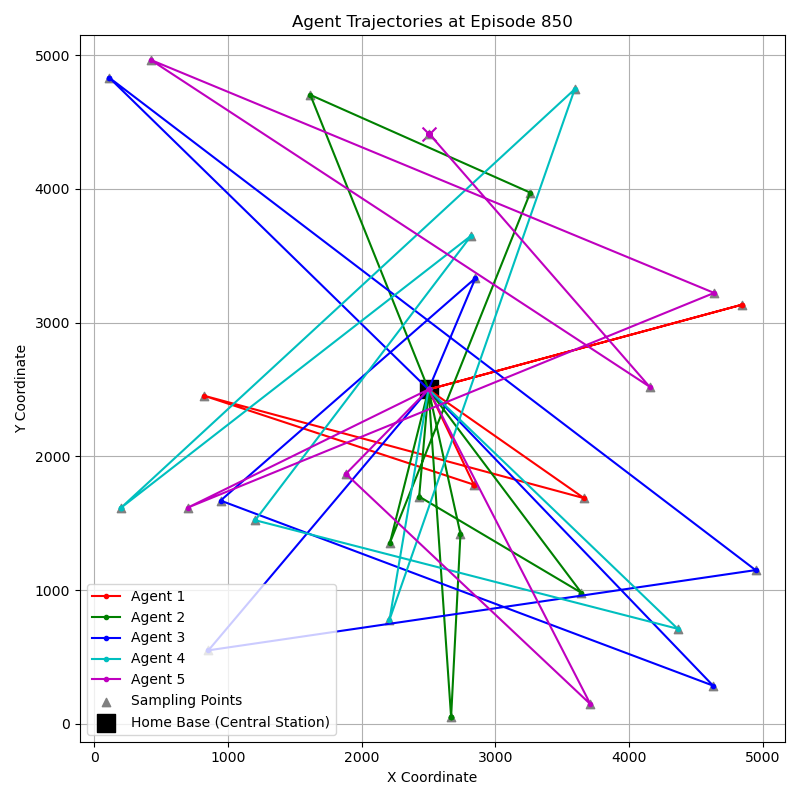 Agent Trajectories at Episode 850
5000
4000
3000
2000
1000
0
Y Coordinate
Agent 1
Agent 2
Agent 3
Agent 4
Agent 5
Sampling Points
Home Base (Central Station)
0 1000 2000 3000 4000 5000
X Coordinate